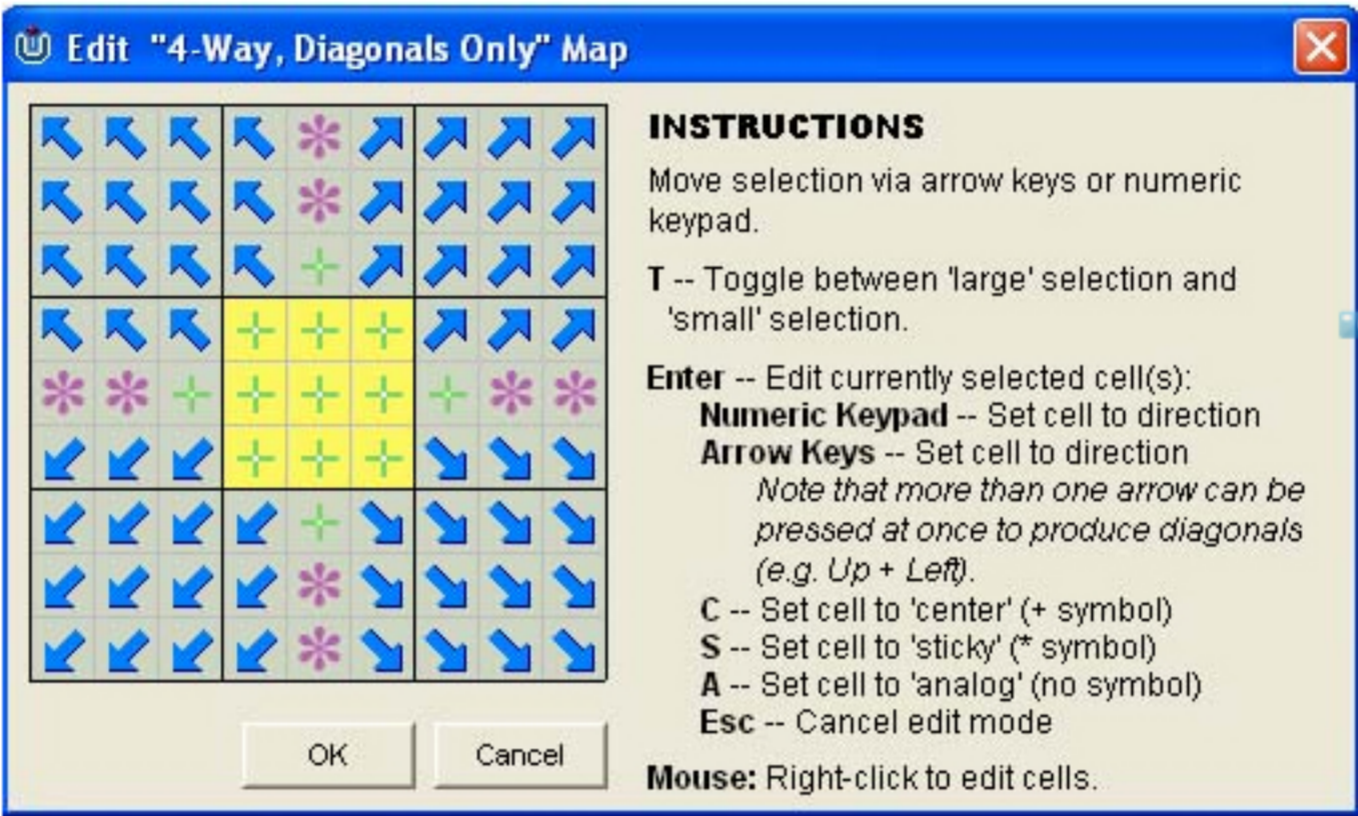 Edit "4-Way, Diagonals Only" Map
INSTRUCTIONS
Move selection via arrow keys or numeric
keypad.
T -- Toggle between 'large' selection and
'small' selection.
Enter -- Edit currently selected cell(s):
Numeric Keypad -- Set cell to direction
Arrow Keys -- Set cell to direction
Note that more than one arrow can be
pressed at once to produce diagonals
(e.g. Up + Left).
C -- Set cell to 'center' (+ symbol)
S -- Set cell to 'sticky' (* symbol)
A -- Set cell to 'analog' (no symbol)
Esc -- Cancel edit mode
OK
Cancel
Mouse: Right-click to edit cells.